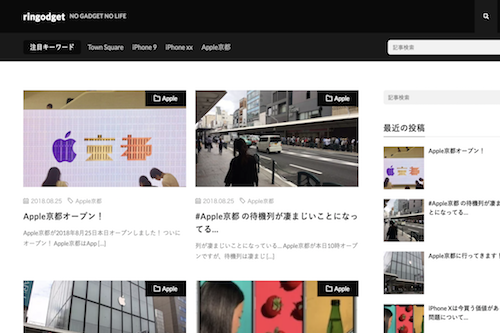 ringodget NO GADGET NO LIFE
注目キーワード Town Square iPhone 9 iPhone xx Apple京都
記事検索
Apple
京都
Apple
2018.08.25 Apple京都
Apple京都オープン！
Apple京都が2018年8月25日本日オープンしました！ついに
オープン！ Apple京都はApp [...]
2018.08.25 Apple京都
#Apple京都 の待機列が凄まじいことになっ
てる...
列が凄まじいことになっている... Apple京都が本日10時オープ
ンですが、待機列は凄まじ [...]
Apple
Apple
記事検索
最近の投稿
Apple京都オープン！
#Apple京都 の待機列が凄ま
とになってる...
Apple京都に行ってきます！
iPhone Xは今買う価値があ
問題について...